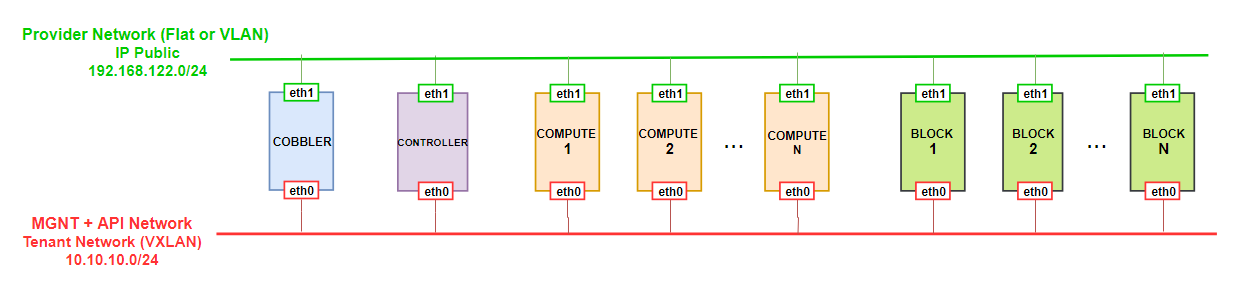 Provider Network (Flat or VLAN)
IP Public
192.168.122.0/24
eth1
eth1
eth1
eth1
eth1
eth1
eth1
eth1
COBBLER
CONTROLLER
COMPUTE
1
COMPUTE
2
...
COMPUTE
N
BLOCK
1
BLOCK
2
...
BLOCK
N
eth0
eth0
eth0
eth0
eth0
eth0
eth0
eth0
MGNT + API Network
Tenant Network (VXLAN)
10.10.10.0/24